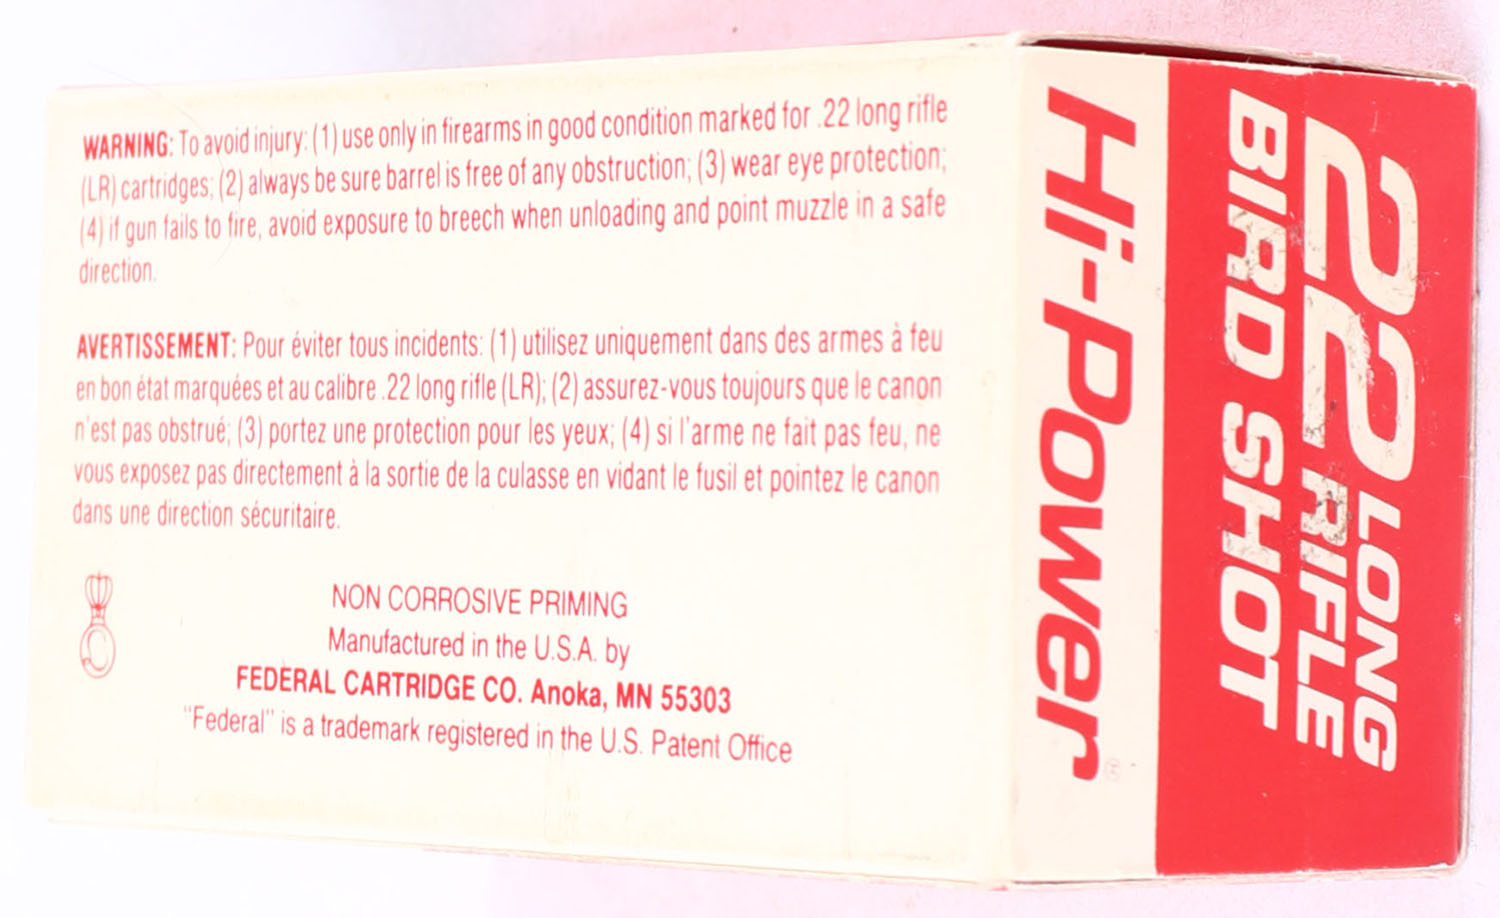 WARNING: To avoid injury: (1) use only in firearms in good condition marked for .22 long rifle
(LR) cartridges; (2) always be sure barrel is free of any obstruction; (3) wear eye protection;
(4) if gun fails to fire, avoid exposure to breech when unloading and point muzzle in a safe
direction.
AVERTISSEMENT: Pour éviter tous incidents: (1) utilisez uniquement dans des armes à feu
en bon état marquées et au calibre .22 long rifle (LR); (2) assurez-vous toujours que le canon
n'est pas obstrué; (3) portez une protection pour les yeux; (4) si l'arme ne fait pas feu, ne
vous exposez pas directement à la sortie de la culasse en vidant le fusil et pointez le canon
dans une direction sécuritaire.
NON CORROSIVE PRIMING
Manufactured in the U.S.A. by
FEDERAL CARTRIDGE CO. Anoka, MN 55303
"Federal" is a trademark registered in the U.S. Patent Office
22 LONG
RIFLE
BIRD SHOT
Hi-Power®